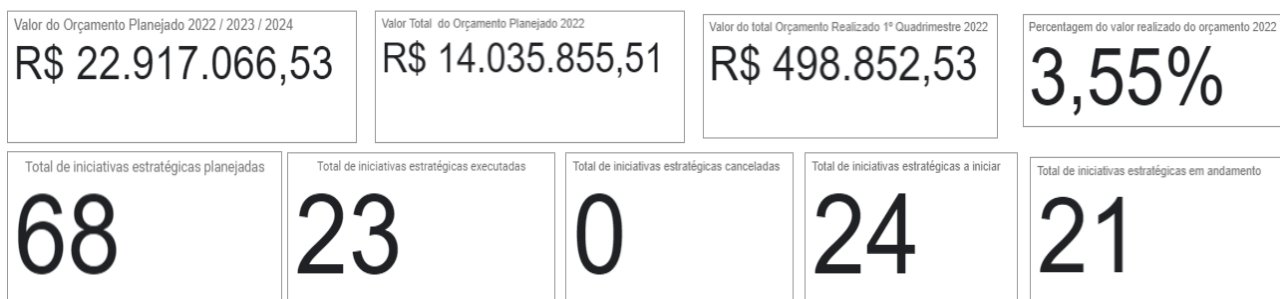 Valor do Orçamento Planejado 2022 / 2023 / 2024
R$ 22.917.066,53
Valor Total do Orçamento Planejado 2022
R$ 14.035.855,51
Valor do total Orçamento Realizado 1º Quadrimestre 2022
R$ 498.852,53
Percentagem do valor realizado do orçamento 2022
3,55%
Total de iniciativas estratégicas planejadas
68
Total de iniciativas estratégicas executadas
23
Total de iniciativas estratégicas canceladas
0
Total de iniciativas estratégicas a iniciar
24
Total de iniciativas estratégicas em andamento
21